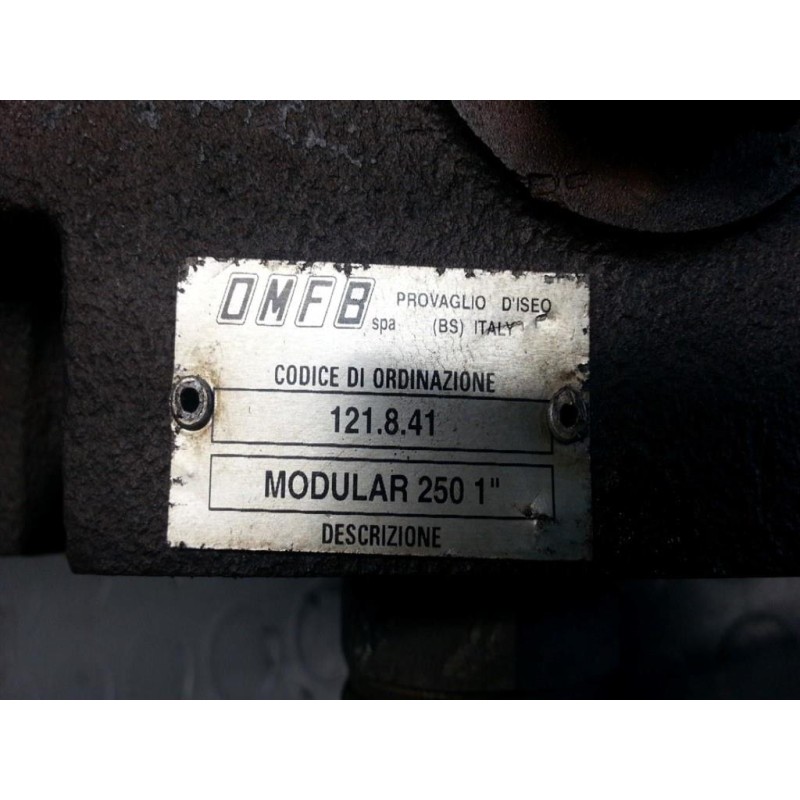 OMFB spa PROVAGLIO D'ISEO
(BS) ITALY
CODICE DI ORDINAZIONE
121.8.41
MODULAR 250 1"
DESCRIZIONE